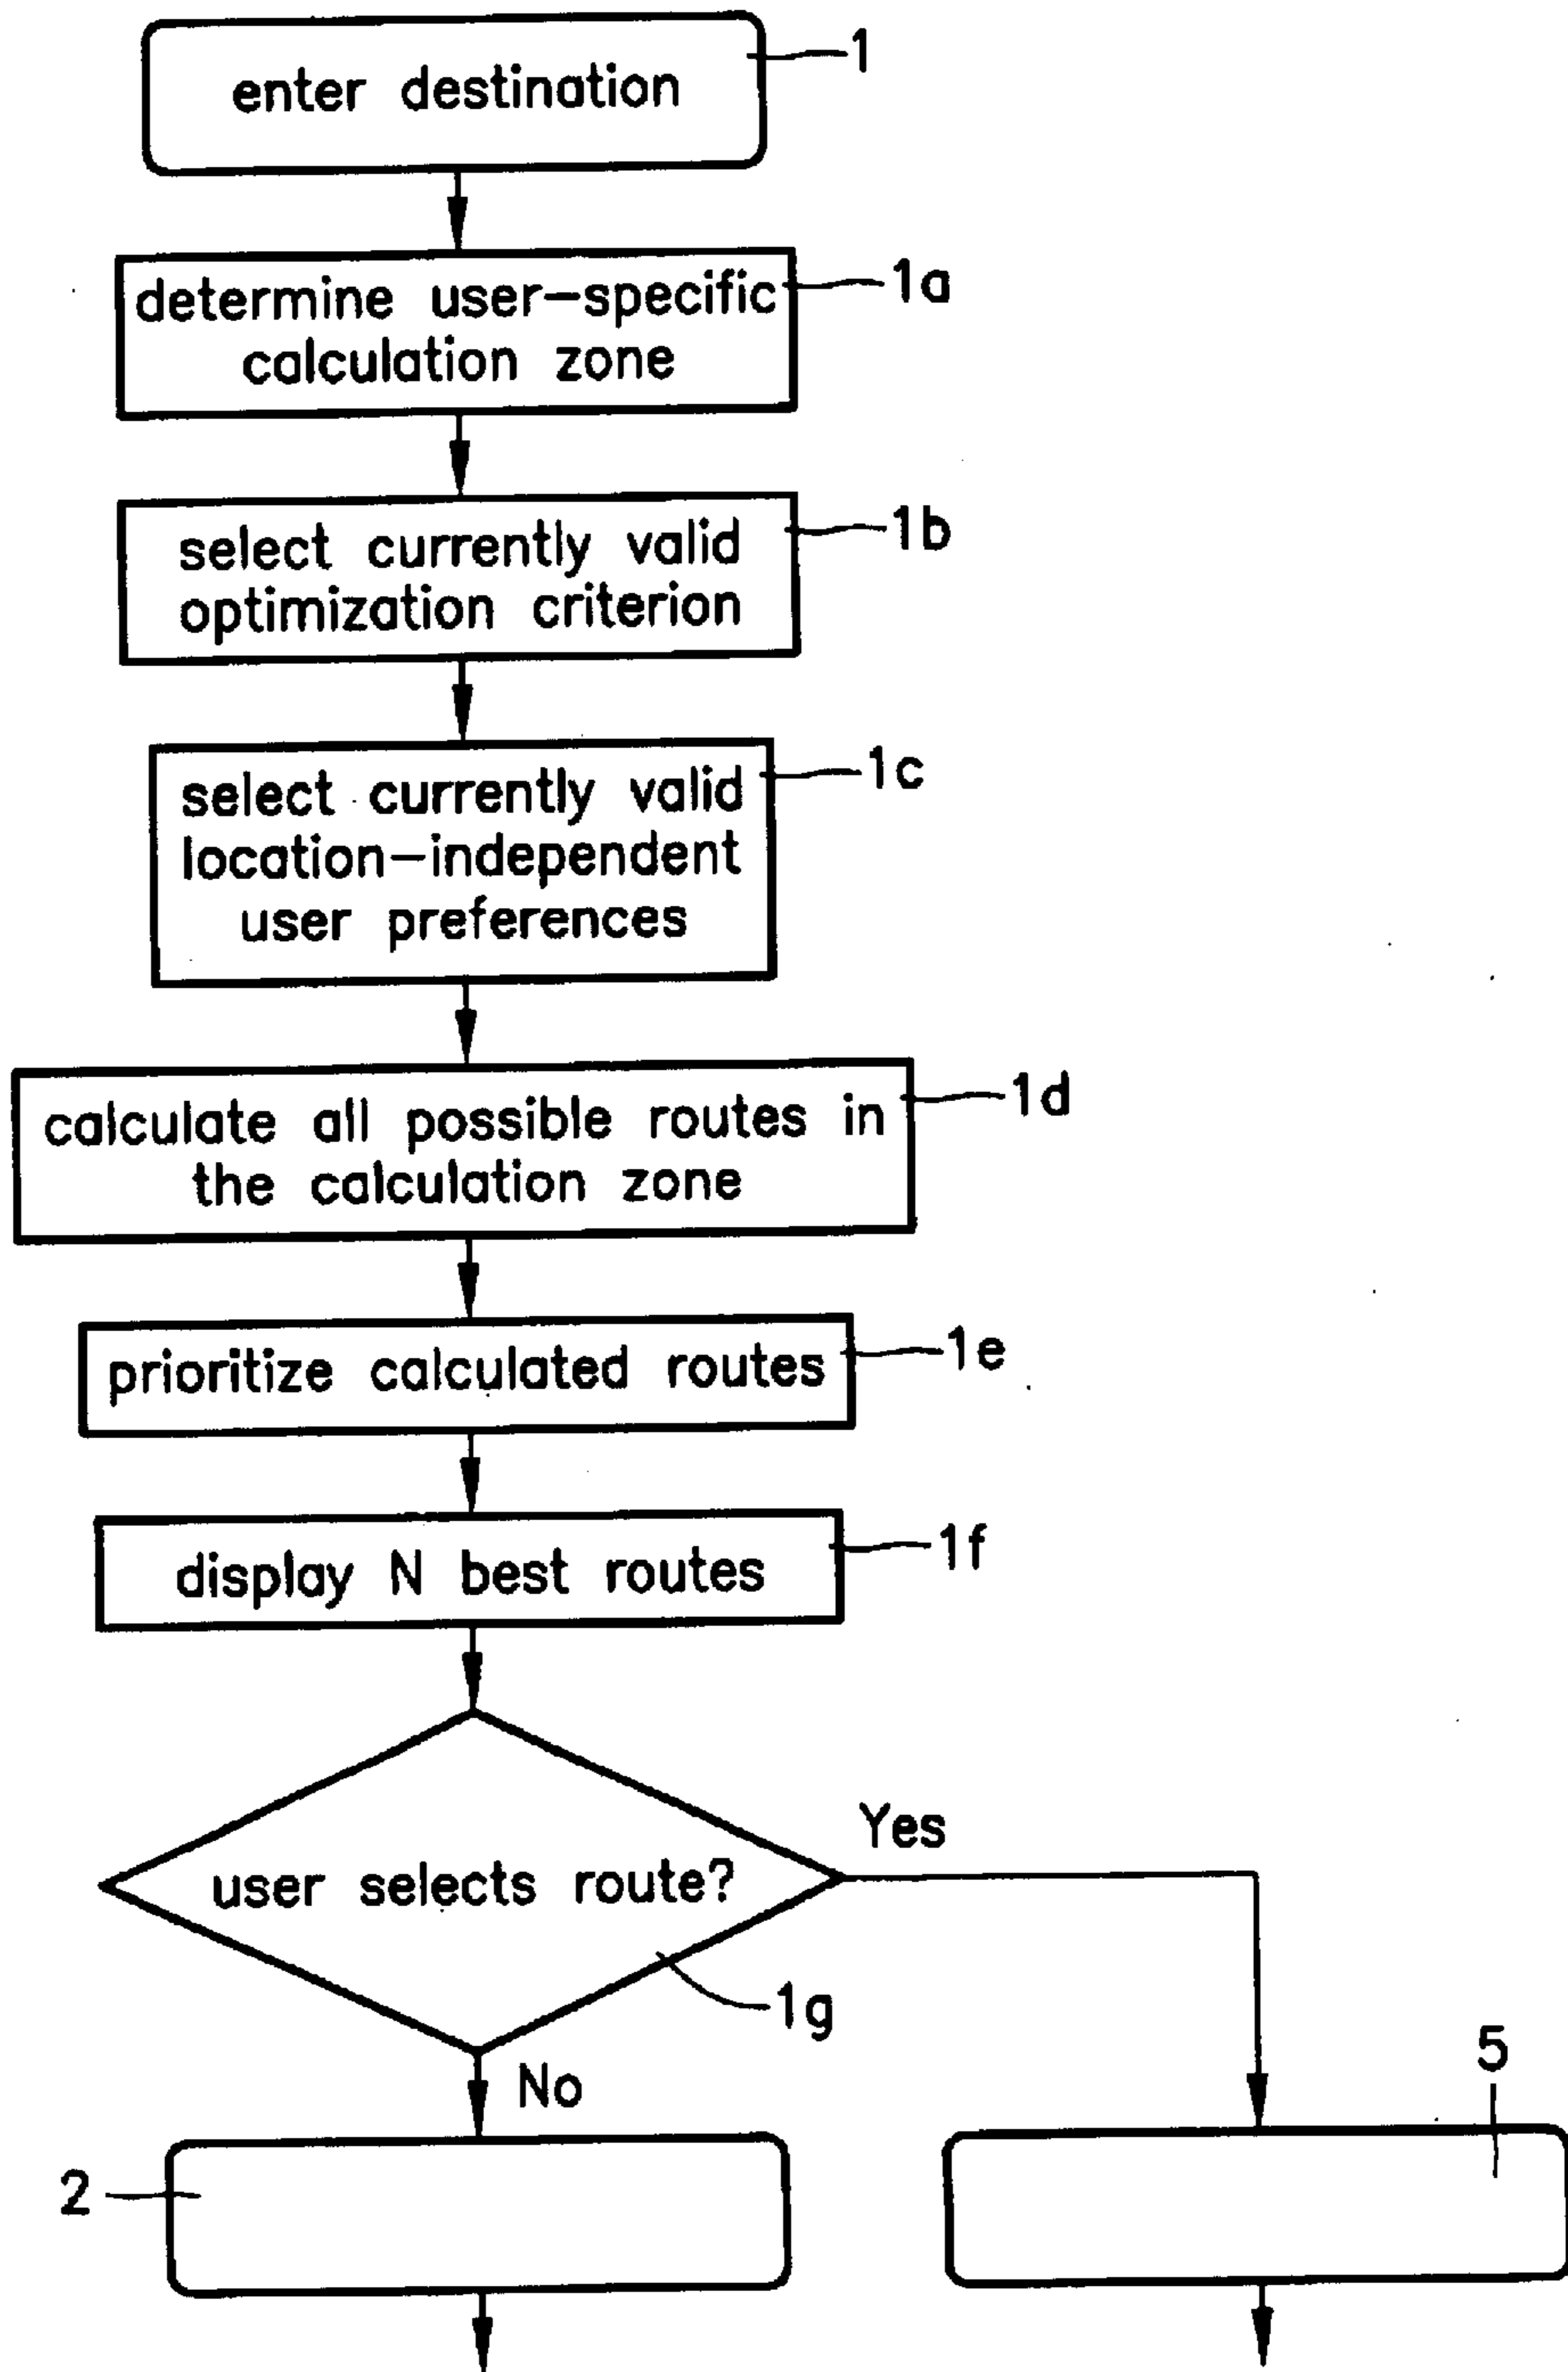 enter destination
1
determine user-specific
calculation zone
1a
select currently valid
optimization criterion
1b
select currently valid
location-independent
user preferences
1c
calculate all possible routes in
the calculation zone
1d
prioritize calculated routes
1e
display N best routes
1f
user selects route?
Yes
1g
No
2
5